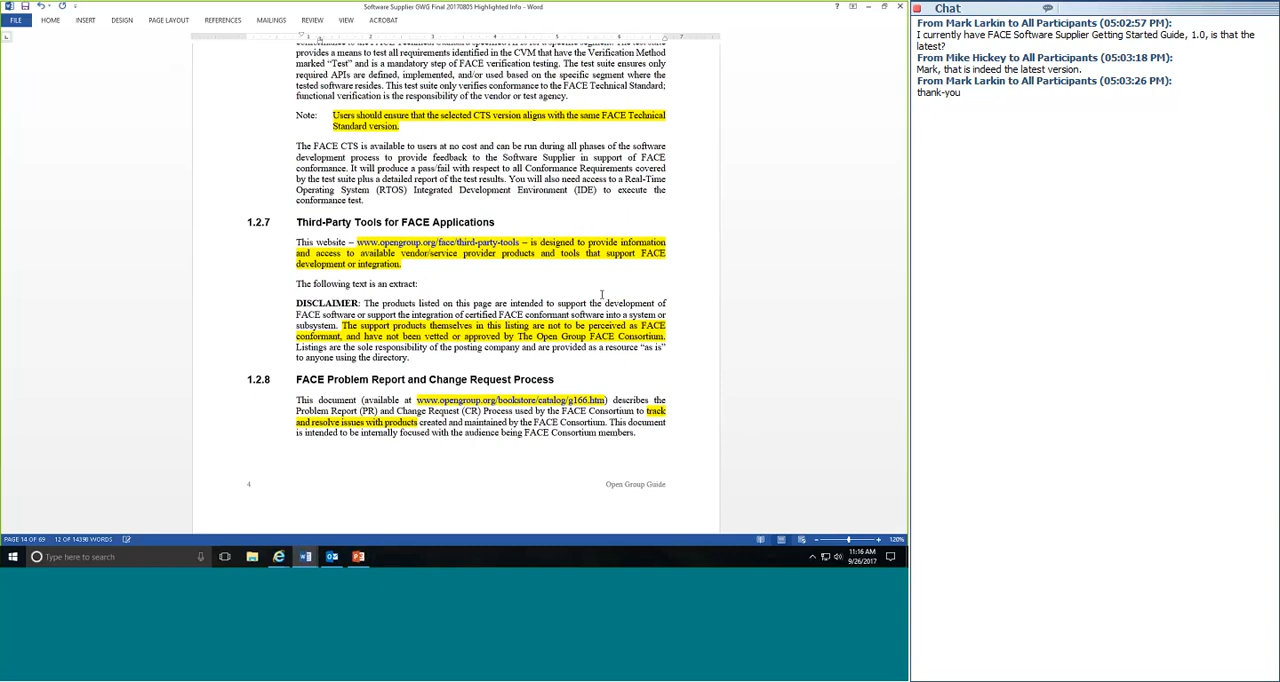 Software Supplier GWG Final 20170805 Highlighted Info - Word
FILE
HOME
INSERT
DESIGN
PAGE LAYOUT
REFERENCES
MAILINGS
REVIEW
VIEW
ACROBAT
provides a means to test all requirements identified in the CVM that have the Verification Method
marked “Test” and is a mandatory step of FACE verification testing. The test suite ensures only
required APIs are defined, implemented, and/or used based on the specific segment where the
tested software resides. This test suite only verifies conformance to the FACE Technical Standard;
functional verification is the responsibility of the vendor or test agency.
Note: Users should ensure that the selected CTS version aligns with the same FACE Technical
Standard version.
The FACE CTS is available to users at no cost and can be run during all phases of the software
development process to provide feedback to the Software Supplier in support of FACE
conformance. It will produce a pass/fail with respect to all Conformance Requirements covered
by the test suite plus a detailed report of the test results. You will also need access to a Real-Time
Operating System (RTOS) Integrated Development Environment (IDE) to execute the
conformance test.
1.2.7 Third-Party Tools for FACE Applications
This website – www.opengroup.org/face/third-party-tools – is designed to provide information
and access to available vendor/service provider products and tools that support FACE
development or integration.
The following text is an extract:
DISCLAIMER: The products listed on this page are intended to support the development of
FACE software or support the integration of certified FACE conformant software into a system or
subsystem. The support products themselves in this listing are not to be perceived as FACE
conformant, and have not been vetted or approved by The Open Group FACE Consortium.
Listings are the sole responsibility of the posting company and are provided as a resource “as is”
to anyone using the directory.
1.2.8 FACE Problem Report and Change Request Process
This document (available at www.opengroup.org/bookstore/catalog/g166.htm) describes the
Problem Report (PR) and Change Request (CR) Process used by the FACE Consortium to track
and resolve issues with products created and maintained by the FACE Consortium. This document
is intended to be internally focused with the audience being FACE Consortium members.
4 Open Group Guide
PAGE 14 OF 69 12 OF 14398 WORDS
120%
Type here to search
11:16 AM
9/26/2017
Chat
From Mark Larkin to All Participants (05:02:57 PM):
I currently have FACE Software Supplier Getting Started Guide, 1.0, is that the
latest?
From Mike Hickey to All Participants (05:03:18 PM):
Mark, that is indeed the latest version.
From Mark Larkin to All Participants (05:03:26 PM):
thank-you